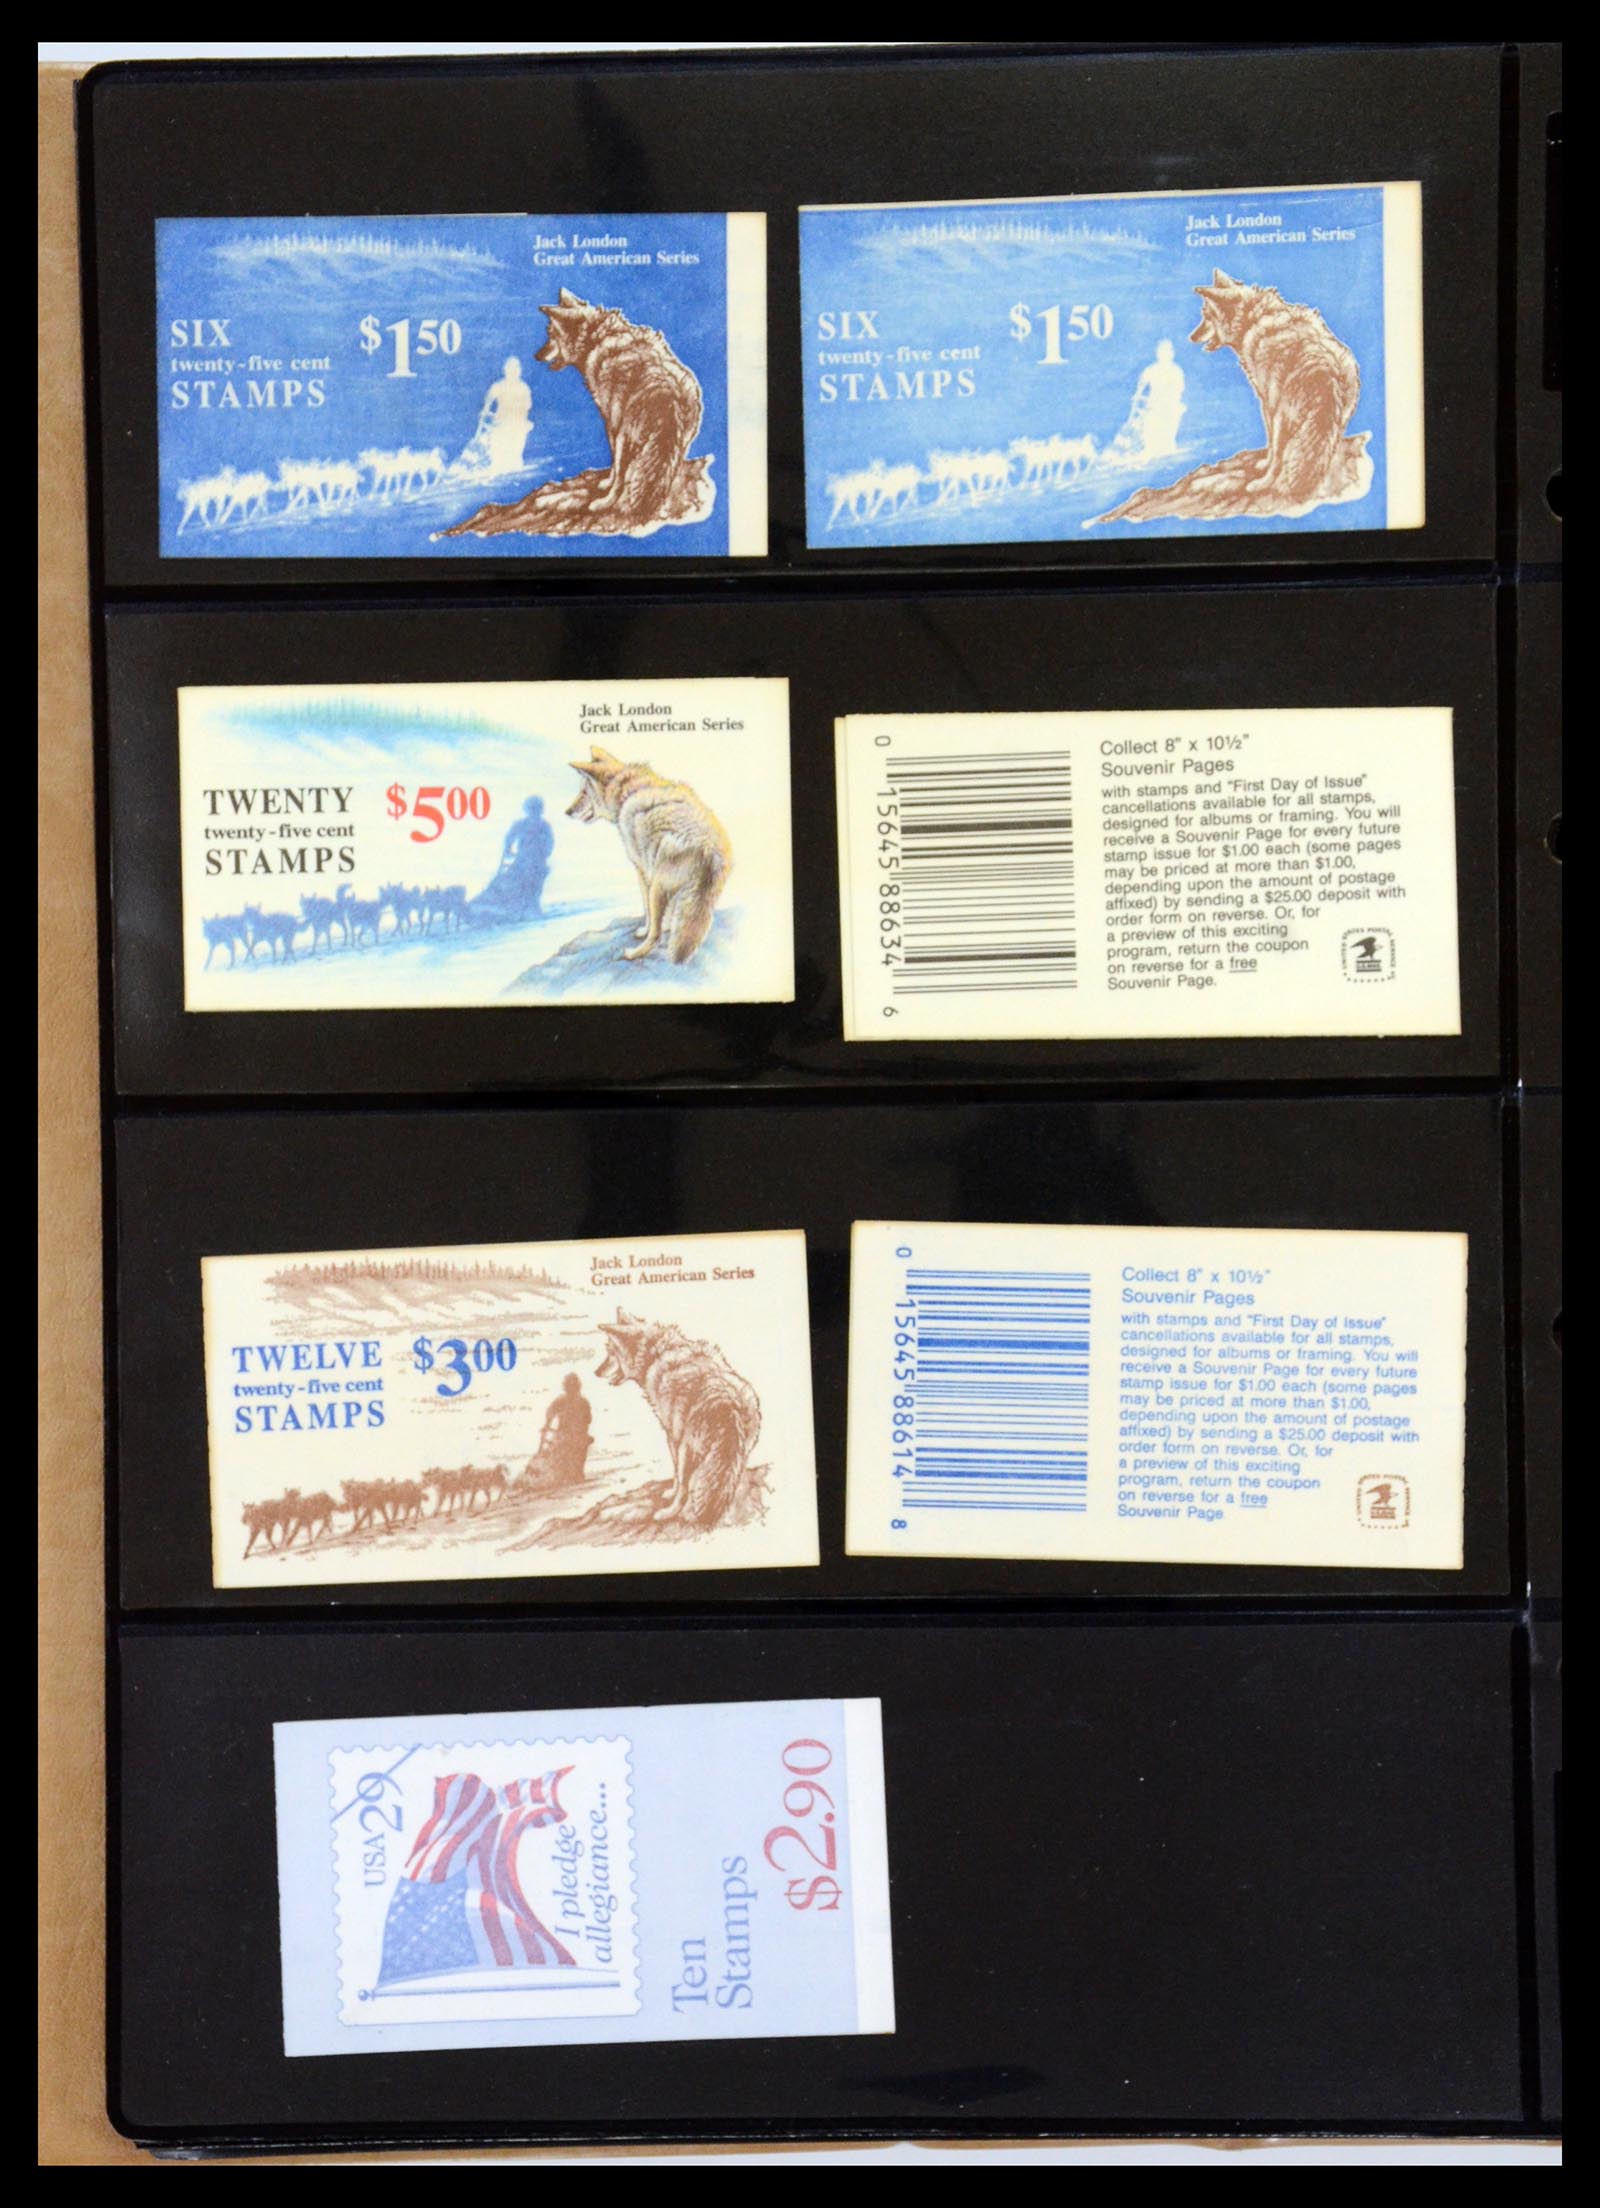 Jack London
Great American Series
SIX
twenty-five cent
STAMPS
$1.50
Jack London
Great American Series
SIX
twenty-five cent
STAMPS
$1.50
Jack London
Great American Series
TWENTY
twenty-five cent
STAMPS
$5.00
0 15645 88634 6
Collect 8" x 10½"
Souvenir Pages
with stamps and "First Day of Issue"
cancellations available for all stamps,
designed for albums or framing. You will
receive a Souvenir Page for every future
stamp issue for $1.00 each (some pages
may be priced at more than $1.00,
depending upon the amount of postage
affixed) by sending a $25.00 deposit with
order form on reverse. Or, for
a preview of this exciting
program, return the coupon
on reverse for a free
Souvenir Page.
Jack London
Great American Series
TWELVE
twenty-five cent
STAMPS
$3.00
0 15645 88614 8
Collect 8" x 10½"
Souvenir Pages
with stamps and "First Day of Issue"
cancellations available for all stamps,
designed for albums or framing. You will
receive a Souvenir Page for every future
stamp issue for $1.00 each (some pages
may be priced at more than $1.00,
depending upon the amount of postage
affixed) by sending a $25.00 deposit with
order form on reverse. Or, for
a preview of this exciting
program, return the coupon
on reverse for a free
Souvenir Page.
USA 29
I pledge
allegiance...
Ten
Stamps
$2.90